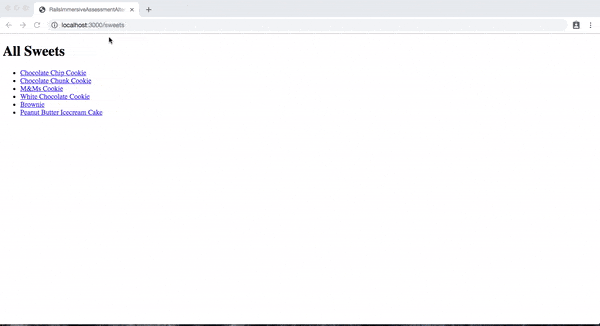 RailsImmersiveAssessmentAlte
localhost:3000/sweets
All Sweets
Chocolate Chip Cookie
Chocolate Chunk Cookie
M&Ms Cookie
White Chocolate Cookie
Brownie
Peanut Butter Icecream Cake